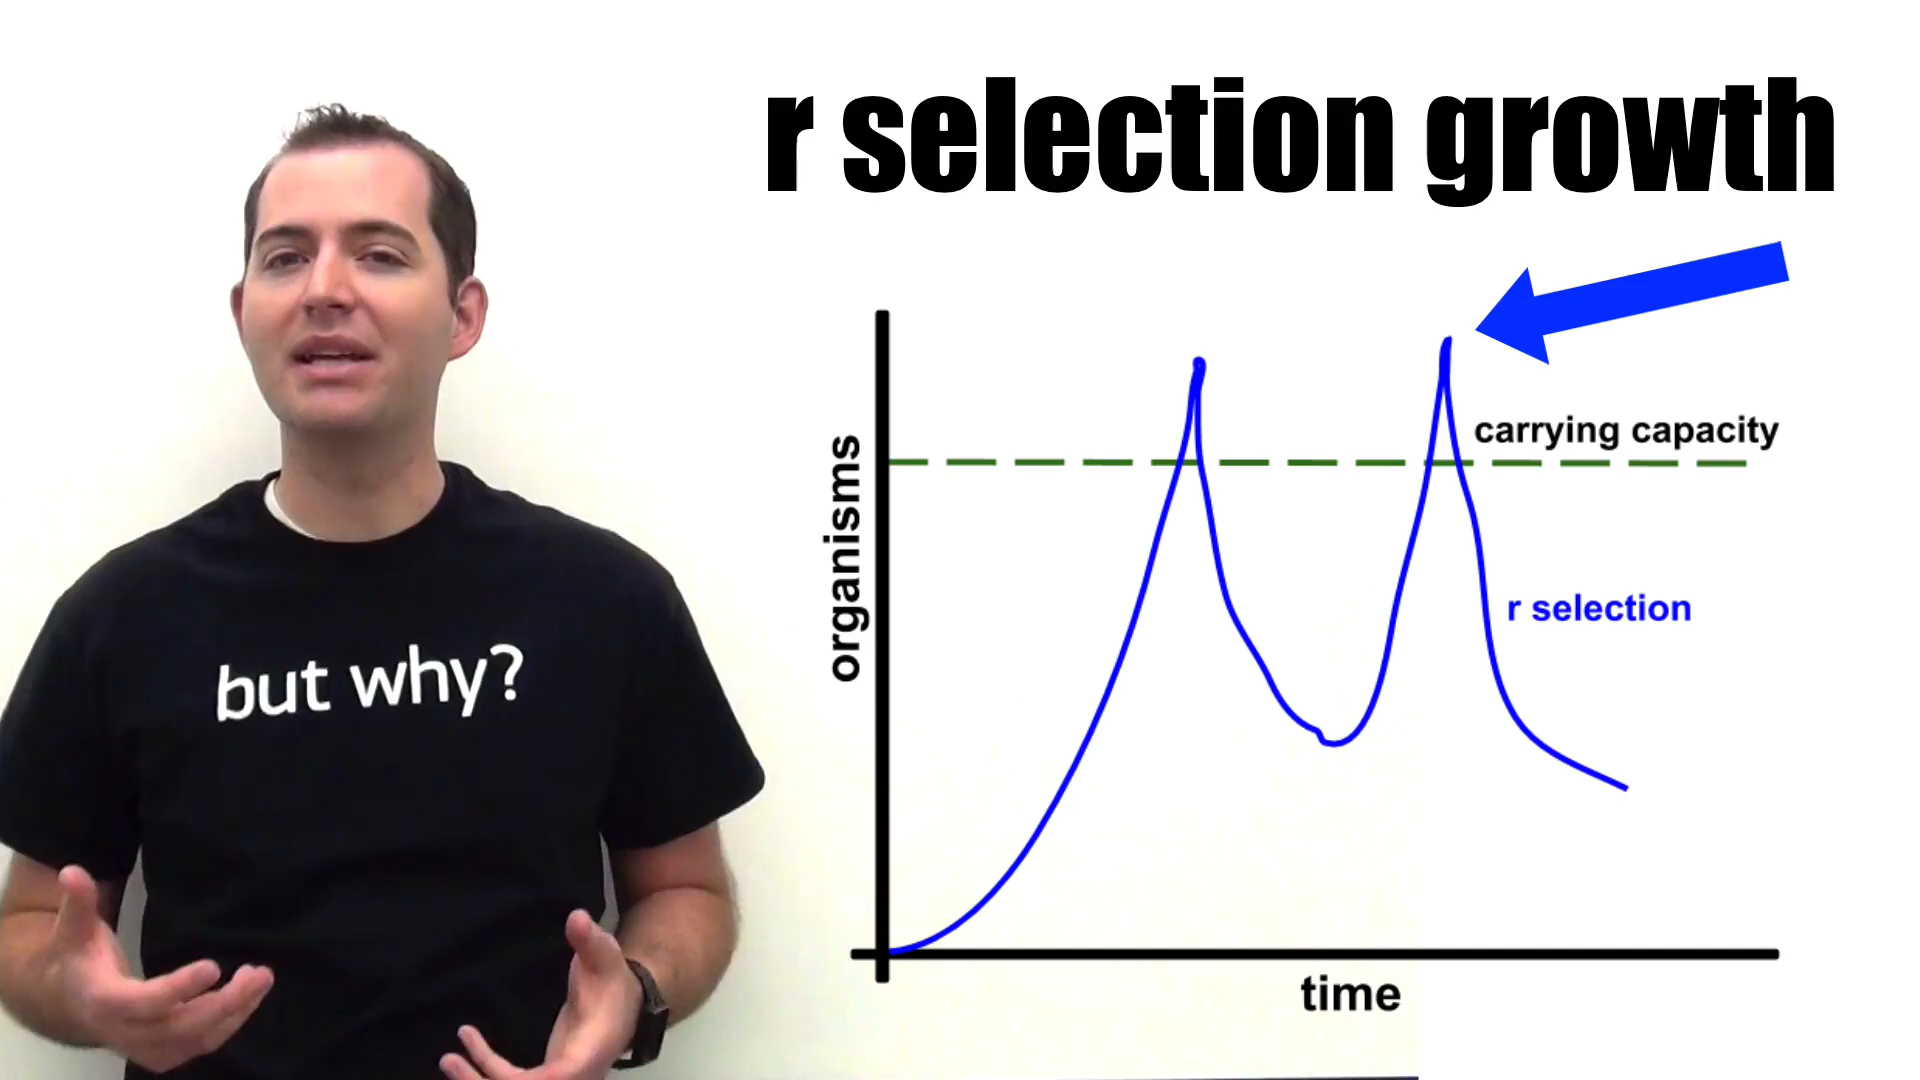 r selection growth
but why?
organisms
carrying capacity
r selection
time